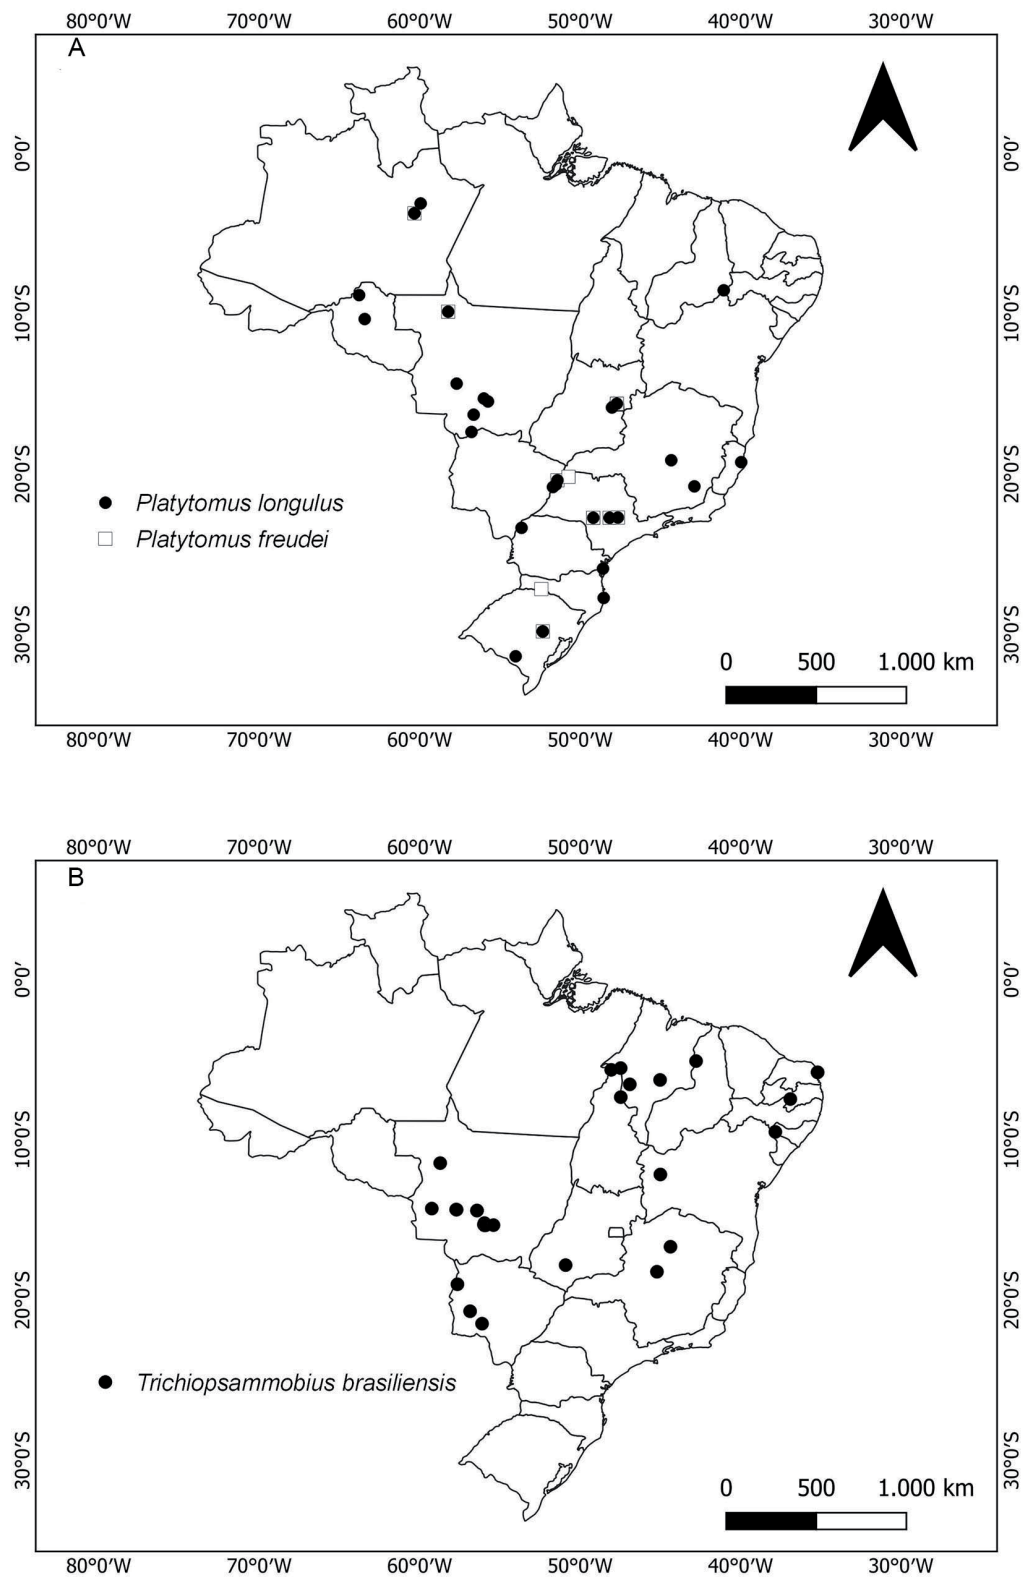 80°0′W 70°0′W 60°0′W 50°0′W 40°0′W 30°0′W
A
0°0′ 0°0′
10°0′S 10°0′S
20°0′S 20°0′S
Platytomus longulus
Platytomus freudei
30°0′S 30°0′S
0 500 1.000 km
80°0′W 70°0′W 60°0′W 50°0′W 40°0′W 30°0′W
80°0′W 70°0′W 60°0′W 50°0′W 40°0′W 30°0′W
B
0°0′ 0°0′
10°0′S 10°0′S
20°0′S 20°0′S
Trichiopsammobius brasiliensis
30°0′S 30°0′S
0 500 1.000 km
80°0′W 70°0′W 60°0′W 50°0′W 40°0′W 30°0′W